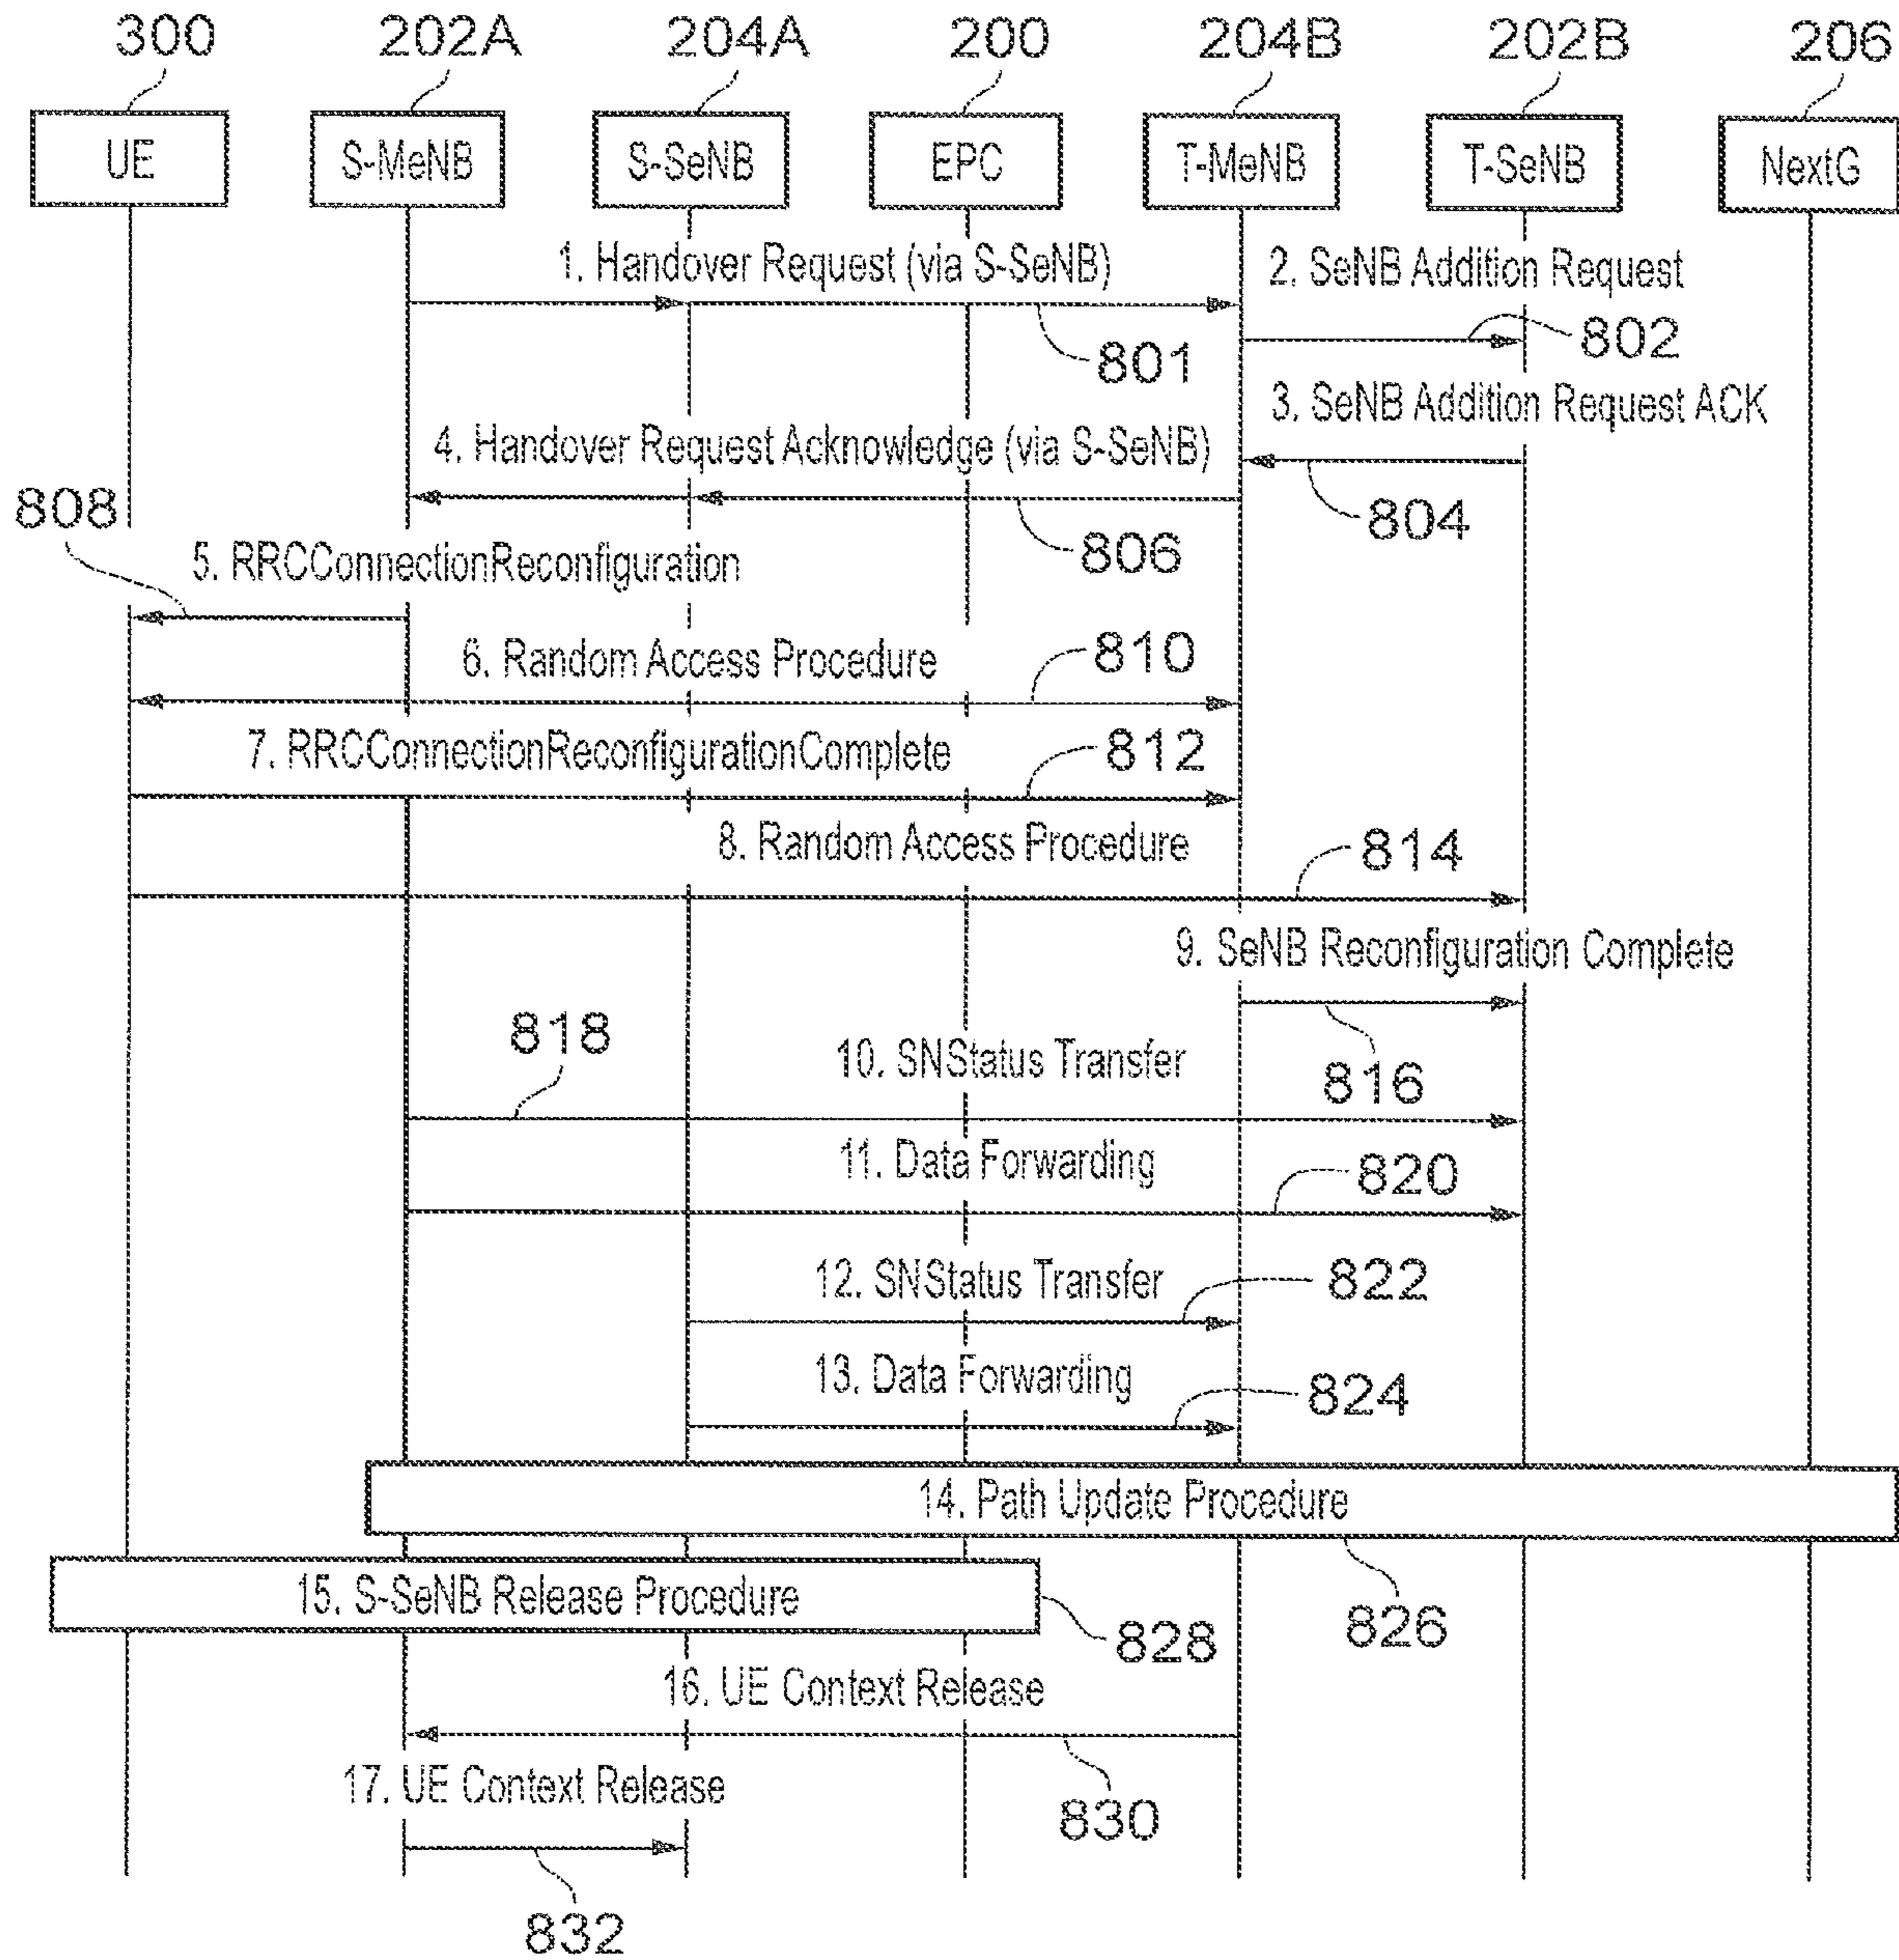 300 202A 204A 200 204B 202B 206
UE S-MeNB S-SeNB EPC T-MeNB T-SeNB NextG
1. Handover Request (via S-SeNB)
2. SeNB Addition Request
801
802
3. SeNB Addition Request ACK
4. Handover Request Acknowledge (via S-SeNB)
804
806
808
5. RRCConnectionReconfiguration
6. Random Access Procedure
810
7. RRCConnectionReconfigurationComplete
812
8. Random Access Procedure
814
9. SeNB Reconfiguration Complete
816
818
10. SNStatus Transfer
11. Data Forwarding
820
12. SNStatus Transfer
822
13. Data Forwarding
824
14. Path Update Procedure
826
15. S-SeNB Release Procedure
828
16. UE Context Release
830
17. UE Context Release
832